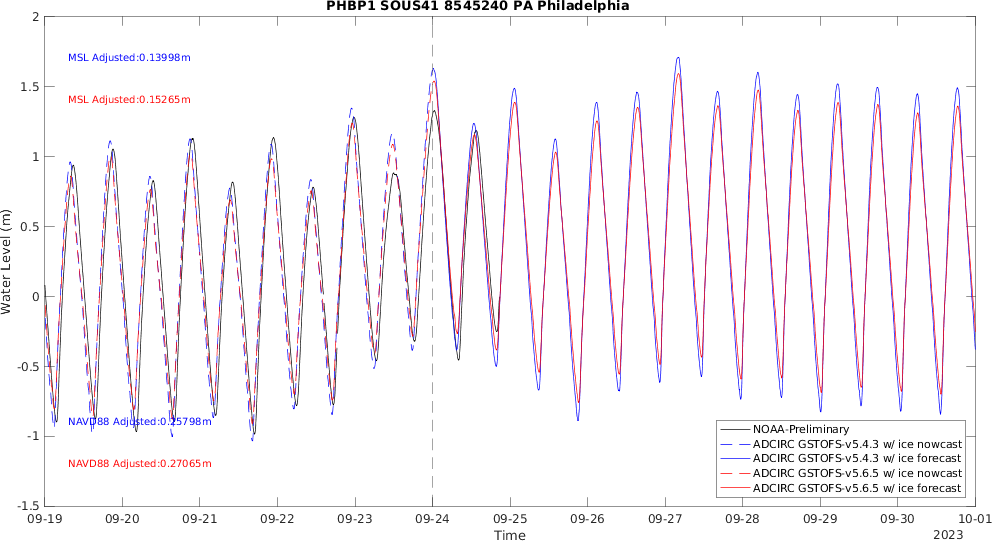 PHBP1 SOUS41 8545240 PA Philadelphia
2
1.5
1
0.5
0
-0.5
-1
-1.5
Water Level (m)
MSL Adjusted:0.13998m
MSL Adjusted:0.15265m
NAVD88 Adjusted:0.25798m
NAVD88 Adjusted:0.27065m
NOAA-Preliminary
ADCIRC GSTOFS-v5.4.3 w/ ice nowcast
ADCIRC GSTOFS-v5.4.3 w/ ice forecast
ADCIRC GSTOFS-v5.6.5 w/ ice nowcast
ADCIRC GSTOFS-v5.6.5 w/ ice forecast
09-19 09-20 09-21 09-22 09-23 09-24 09-25 09-26 09-27 09-28 09-29 09-30 10-01
Time
2023